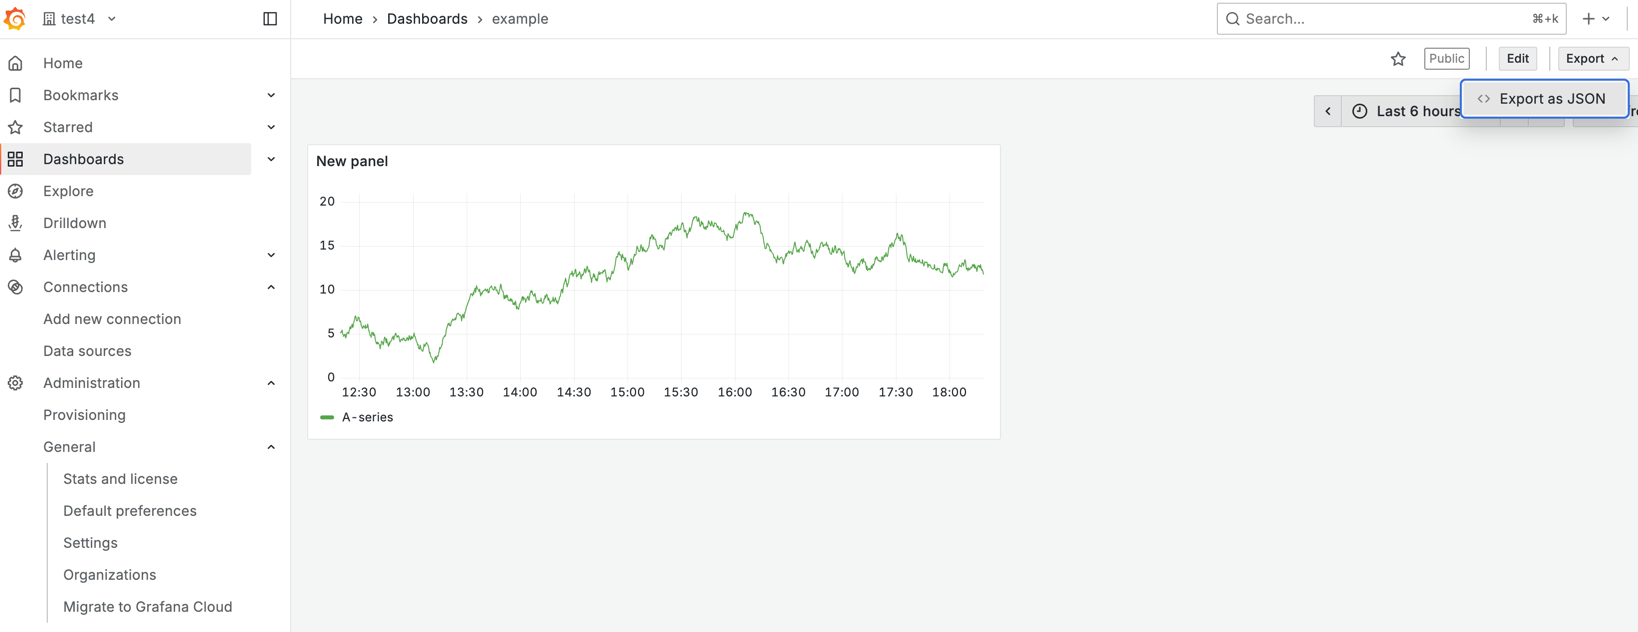 test4
Home › Dashboards › example
Search...
⌘+k
Public
Edit
Export
Export as JSON
Last 6 hours
Home
Bookmarks
Starred
Dashboards
Explore
Drilldown
Alerting
Connections
Add new connection
Data sources
Administration
Provisioning
General
Stats and license
Default preferences
Settings
Organizations
Migrate to Grafana Cloud
New panel
20
15
10
5
0
12:30 13:00 13:30 14:00 14:30 15:00 15:30 16:00 16:30 17:00 17:30 18:00
A-series